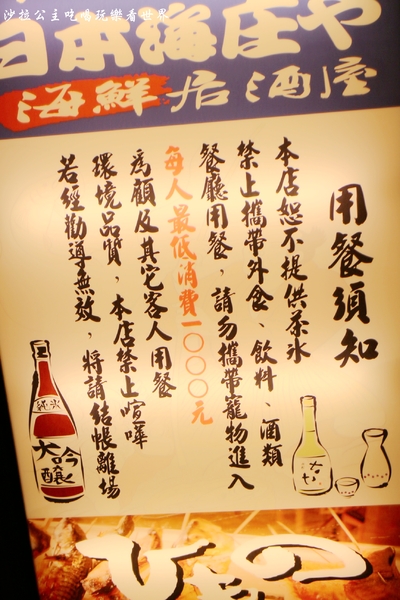 沙拉公主吃喝玩樂看世界
日本海庄や
海鮮居酒屋
用餐須知
本店恕不提供茶水
禁止攜帶外食、飲料、酒類
餐廳用餐，請勿攜帶寵物進入
每人最低消費一〇〇〇元
為顧及其它客人用餐
環境品質，本店禁止喧嘩
若經勸導無效，將請結帳離場
純米
大吟醸